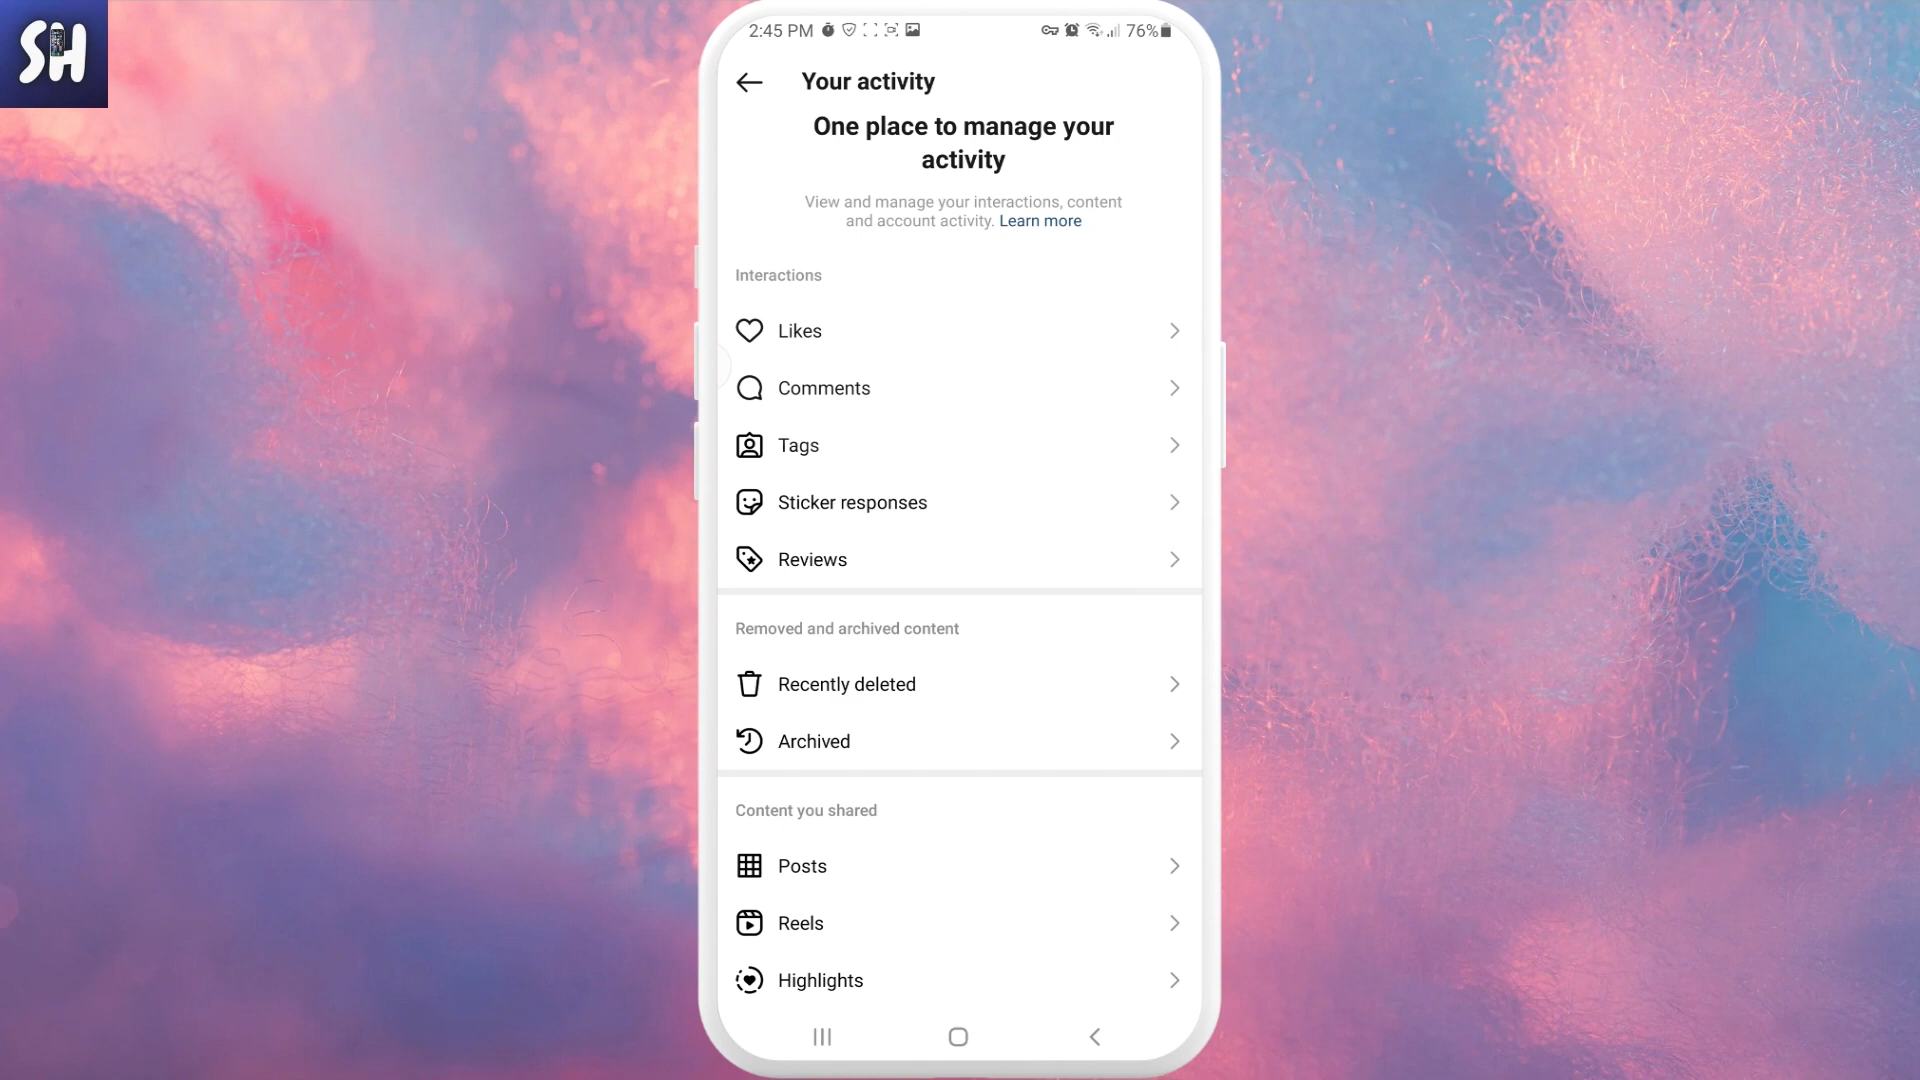 SH
2:45 PM 76%
Your activity
One place to manage your
activity
View and manage your interactions, content
and account activity. Learn more
Interactions
Likes
Comments
Tags
Sticker responses
Reviews
Removed and archived content
Recently deleted
Archived
Content you shared
Posts
Reels
Highlights